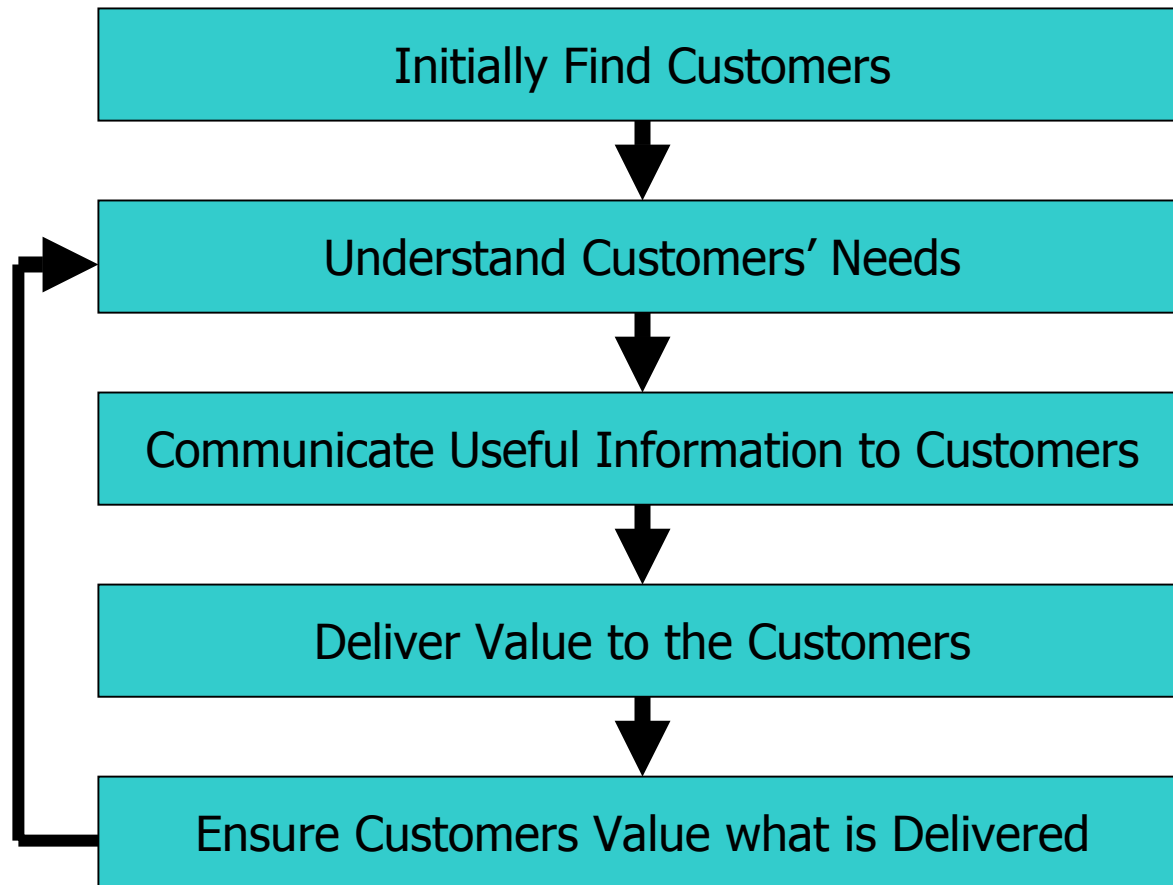 Initially Find Customers
Understand Customers’ Needs
Communicate Useful Information to Customers
Deliver Value to the Customers
Ensure Customers Value what is Delivered